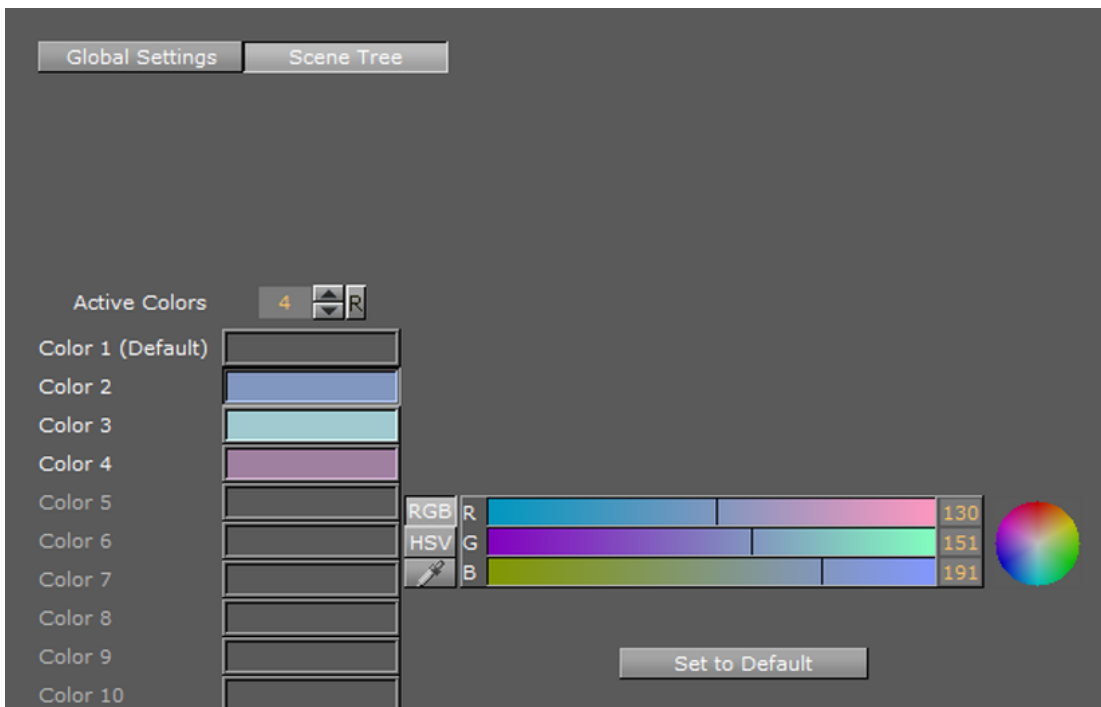 Global Settings Scene Tree
Active Colors 4 R
Color 1 (Default)
Color 2
Color 3
Color 4
Color 5
RGB R 130
Color 6
HSV G 151
Color 7
B 191
Color 8
Color 9
Set to Default
Color 10